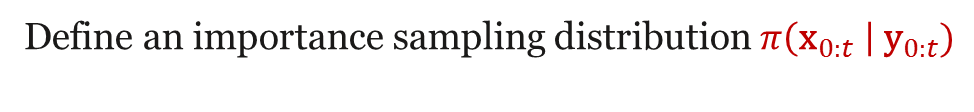 Define an importance sampling distribution π(x₀:ₜ | y₀:ₜ)